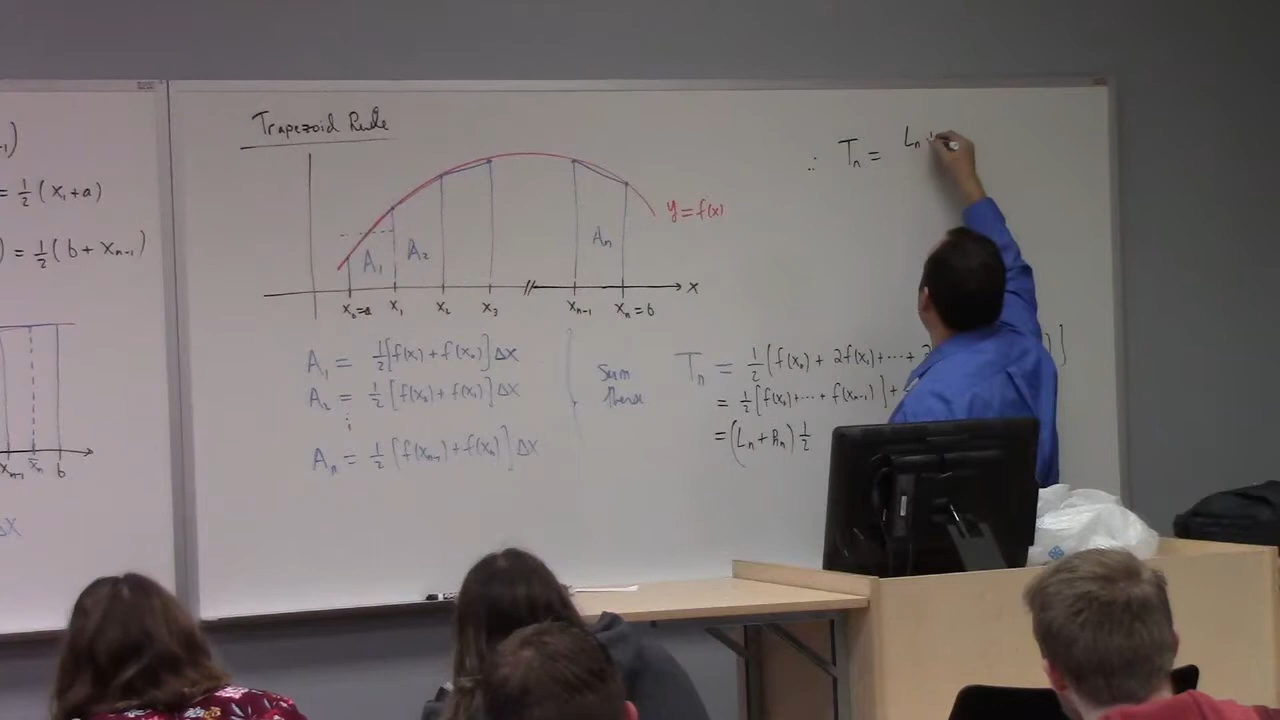 -1)
= 1/2 (x₁ + a)
) = 1/2 (b + xₙ₋₁)
xₙ₋₁ x̄ₙ b
ΔX
Trapezoid Rule
y = f(x)
A₁ A₂ Aₙ
x₀=a x₁ x₂ x₃ xₙ₋₁ xₙ = b x
A₁ = 1/2 [f(x₁) + f(x₀)] ΔX
A₂ = 1/2 [f(x₂) + f(x₁)] ΔX
⋮
Aₙ = 1/2 [f(xₙ₋₁) + f(xₙ)] ΔX
Sum
these
∴ Tₙ = Lₙ +
Tₙ = 1/2 [f(x₀) + 2f(x₁) + ··· + 2 )]
= 1/2 [f(x₀) + ··· + f(xₙ₋₁)] +
= (Lₙ + Rₙ) 1/2